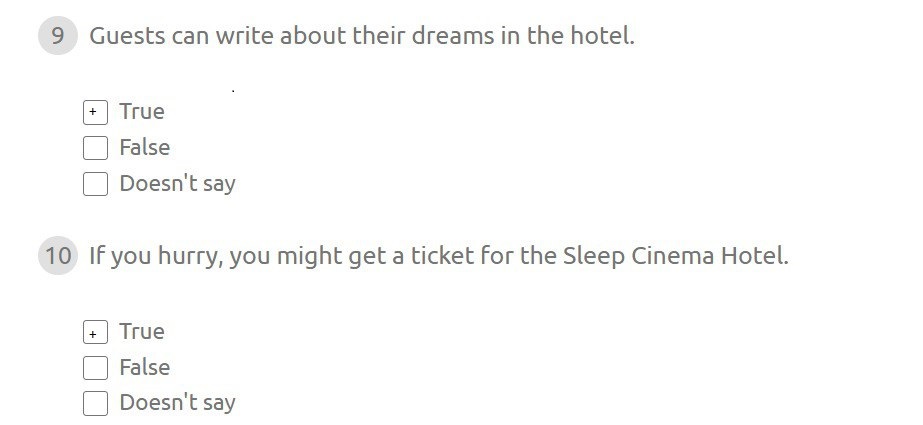 9 Guests can write about their dreams in the hotel.
+ True
False
Doesn't say
10 If you hurry, you might get a ticket for the Sleep Cinema Hotel.
+ True
False
Doesn't say